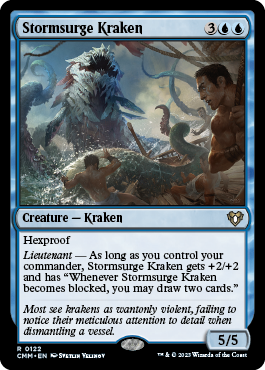 Stormsurge Kraken 3
Creature — Kraken
Hexproof
Lieutenant — As long as you control your
commander, Stormsurge Kraken gets +2/+2
and has “Whenever Stormsurge Kraken
becomes blocked, you may draw two cards.”
Most see krakens as wantonly violent, failing to
notice their meticulous attention to detail when
dismantling a vessel.
5/5
R 0122
CMM • EN Svetlin Velinov
™ & © 2023 Wizards of the Coast